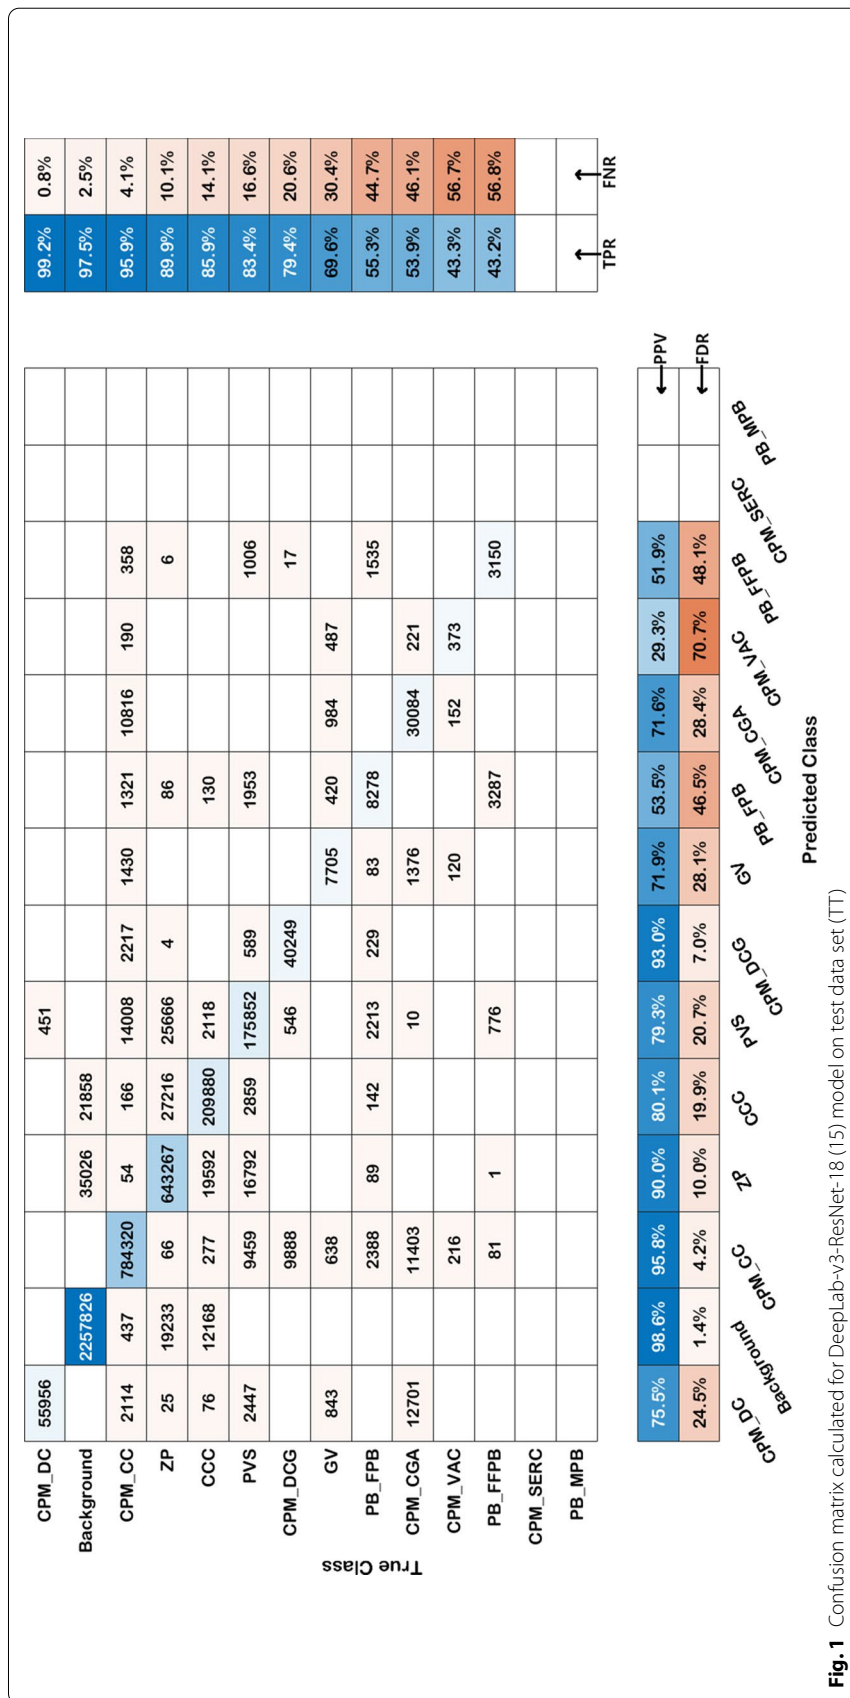 True Class
CPM_DC 55956 451 99.2% 0.8%
Background 2257826 35026 21858 97.5% 2.5%
CPM_CC 2114 437 784320 54 166 14008 2217 1430 1321 10816 190 358 95.9% 4.1%
ZP 25 19233 66 643267 27216 25666 4 86 6 89.9% 10.1%
CCC 76 12168 277 19592 209880 2118 130 85.9% 14.1%
PVS 2447 9459 16792 2859 175852 589 1953 1006 83.4% 16.6%
CPM_DCG 9888 546 40249 17 79.4% 20.6%
GV 843 638 7705 420 984 487 69.6% 30.4%
PB_FPB 2388 89 142 2213 229 83 8278 1535 55.3% 44.7%
CPM_CGA 12701 11403 10 1376 30084 221 53.9% 46.1%
CPM_VAC 216 120 152 373 43.3% 56.7%
PB_FFPB 81 1 776 3287 3150 43.2% 56.8%
CPM_SERC
PB_MPB
TPR FNR
75.5% 98.6% 95.8% 90.0% 80.1% 79.3% 93.0% 71.9% 53.5% 71.6% 29.3% 51.9% PPV
24.5% 1.4% 4.2% 10.0% 19.9% 20.7% 7.0% 28.1% 46.5% 28.4% 70.7% 48.1% FDR
CPM_DC Background CPM_CC ZP CCC PVS CPM_DCG GV PB_FPB CPM_CGA CPM_VAC PB_FFPB CPM_SERC PB_MPB
Predicted Class
Fig. 1 Confusion matrix calculated for DeepLab-v3-ResNet-18 (15) model on test data set (TT)